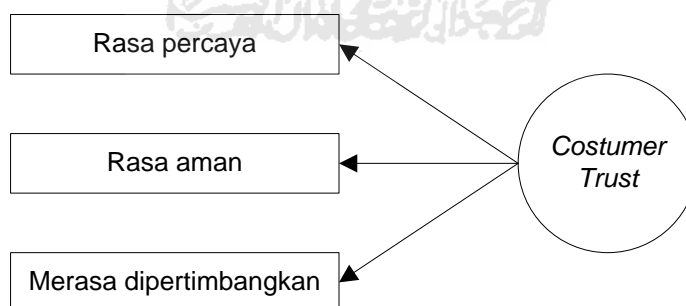 Rasa percaya
Rasa aman
Costumer
Trust
Merasa dipertimbangkan